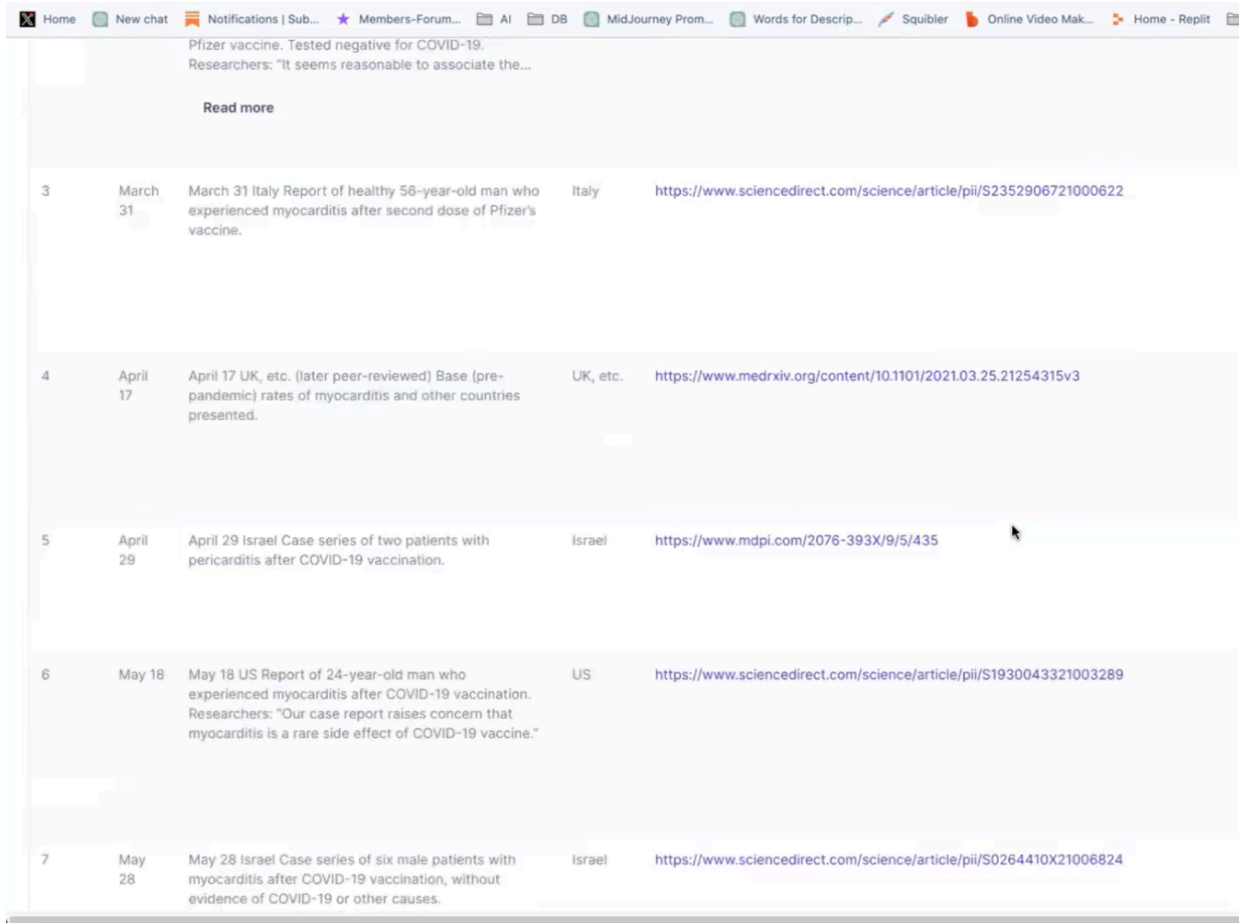 Home New chat Notifications | Sub... Members-Forum... AI DB MidJourney Prom... Words for Descrip... Squibler Online Video Mak... Home - Replit
Pfizer vaccine. Tested negative for COVID-19.
Researchers: "It seems reasonable to associate the...
Read more
3 March March 31 Italy Report of healthy 56-year-old man who Italy https://www.sciencedirect.com/science/article/pii/S2352906721000622
31 experienced myocarditis after second dose of Pfizer's
vaccine.
4 April April 17 UK, etc. (later peer-reviewed) Base (pre- UK, etc. https://www.medrxiv.org/content/10.1101/2021.03.25.21254315v3
17 pandemic) rates of myocarditis and other countries
presented.
5 April April 29 Israel Case series of two patients with Israel https://www.mdpi.com/2076-393X/9/5/435
29 pericarditis after COVID-19 vaccination.
6 May 18 May 18 US Report of 24-year-old man who US https://www.sciencedirect.com/science/article/pii/S1930043321003289
experienced myocarditis after COVID-19 vaccination.
Researchers: "Our case report raises concern that
myocarditis is a rare side effect of COVID-19 vaccine."
7 May May 28 Israel Case series of six male patients with Israel https://www.sciencedirect.com/science/article/pii/S0264410X21006824
28 myocarditis after COVID-19 vaccination, without
evidence of COVID-19 or other causes.